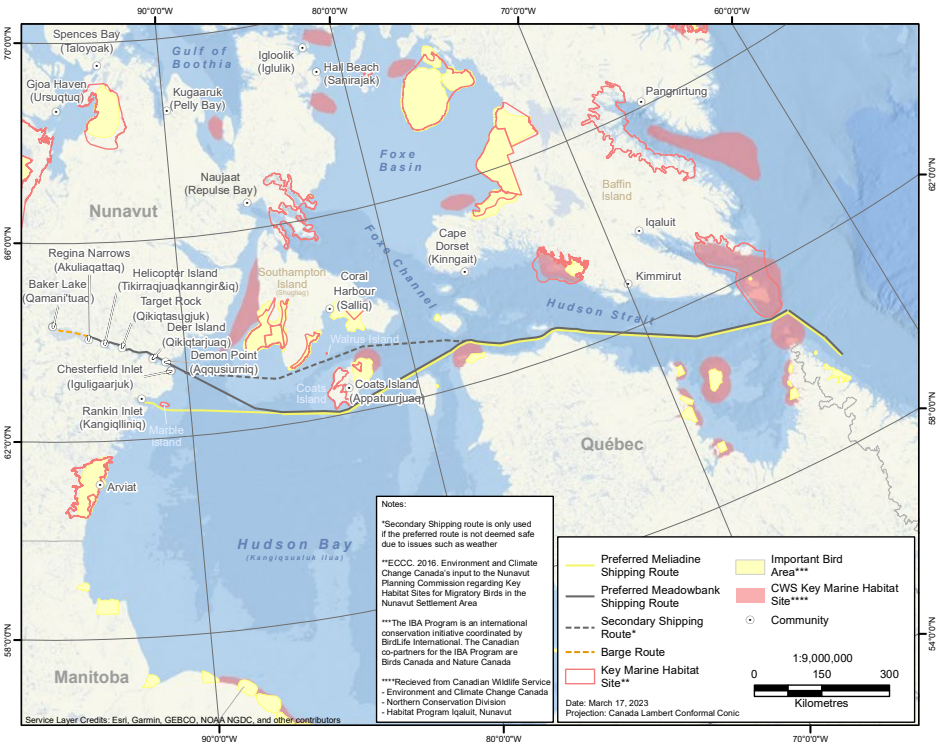 90°0'0"W
80°0'0"W
70°0'0"W
60°0'0"W
70°0'0"N
66°0'0"N
62°0'0"N
58°0'0"N
62°0'0"N
58°0'0"N
54°0'0"N
Spences Bay
(Taloyoak)
Gulf of
Boothia
Igloolik
(Iglulik)
Hall Beach
(Sanirajak)
Gjoa Haven
(Ursuqtuq)
Kugaaruk
(Pelly Bay)
Pangnirtung
Foxe
Basin
Naujaat
(Repulse Bay)
Baffin
Island
Nunavut
Iqaluit
Cape
Dorset
(Kinngait)
Foxe Channel
Regina Narrows
(Akuliaqattaq)
Helicopter Island
(Tikirraqjuaqkanngir&iq)
Baker Lake
(Qamani'tuac)
Target Rock
(Qikiqtasugjuk)
Deer Island
(Qikiqtarjuaq)
Southampton
Island
(Shugliaq)
Coral
Harbour
(Salliq)
Kimmirut
Hudson Strait
Walrus Island
Demon Point
(Aqqusiurniq)
Chesterfield Inlet
(Iguligaarjuk)
Coats
Island
Coats Island
(Appatuurjuaq)
Rankin Inlet
(Kangiqlliniq)
Marble
Island
Québec
Arviat
Hudson Bay
(Kangiqsualuk Ilua)
Manitoba
Notes:
*Secondary Shipping route is only used
if the preferred route is not deemed safe
due to issues such as weather
**ECCC. 2016. Environment and Climate
Change Canada's input to the Nunavut
Planning Commission regarding Key
Habitat Sites for Migratory Birds in the
Nunavut Settlement Area
***The IBA Program is an international
conservation initiative coordinated by
BirdLife International. The Canadian
co-partners for the IBA Program are
Birds Canada and Nature Canada
****Recieved from Canadian Wildlife Service
- Environment and Climate Change Canada
- Northern Conservation Division
- Habitat Program Iqaluit, Nunavut
Preferred Meliadine
Shipping Route
Preferred Meadowbank
Shipping Route
Secondary Shipping
Route*
Barge Route
Key Marine Habitat
Site**
Important Bird
Area***
CWS Key Marine Habitat
Site****
Community
1:9,000,000
0 150 300
Kilometres
Date: March 17, 2023
Projection: Canada Lambert Conformal Conic
Service Layer Credits: Esri, Garmin, GEBCO, NOAA NGDC, and other contributors
90°0'0"W
80°0'0"W
70°0'0"W